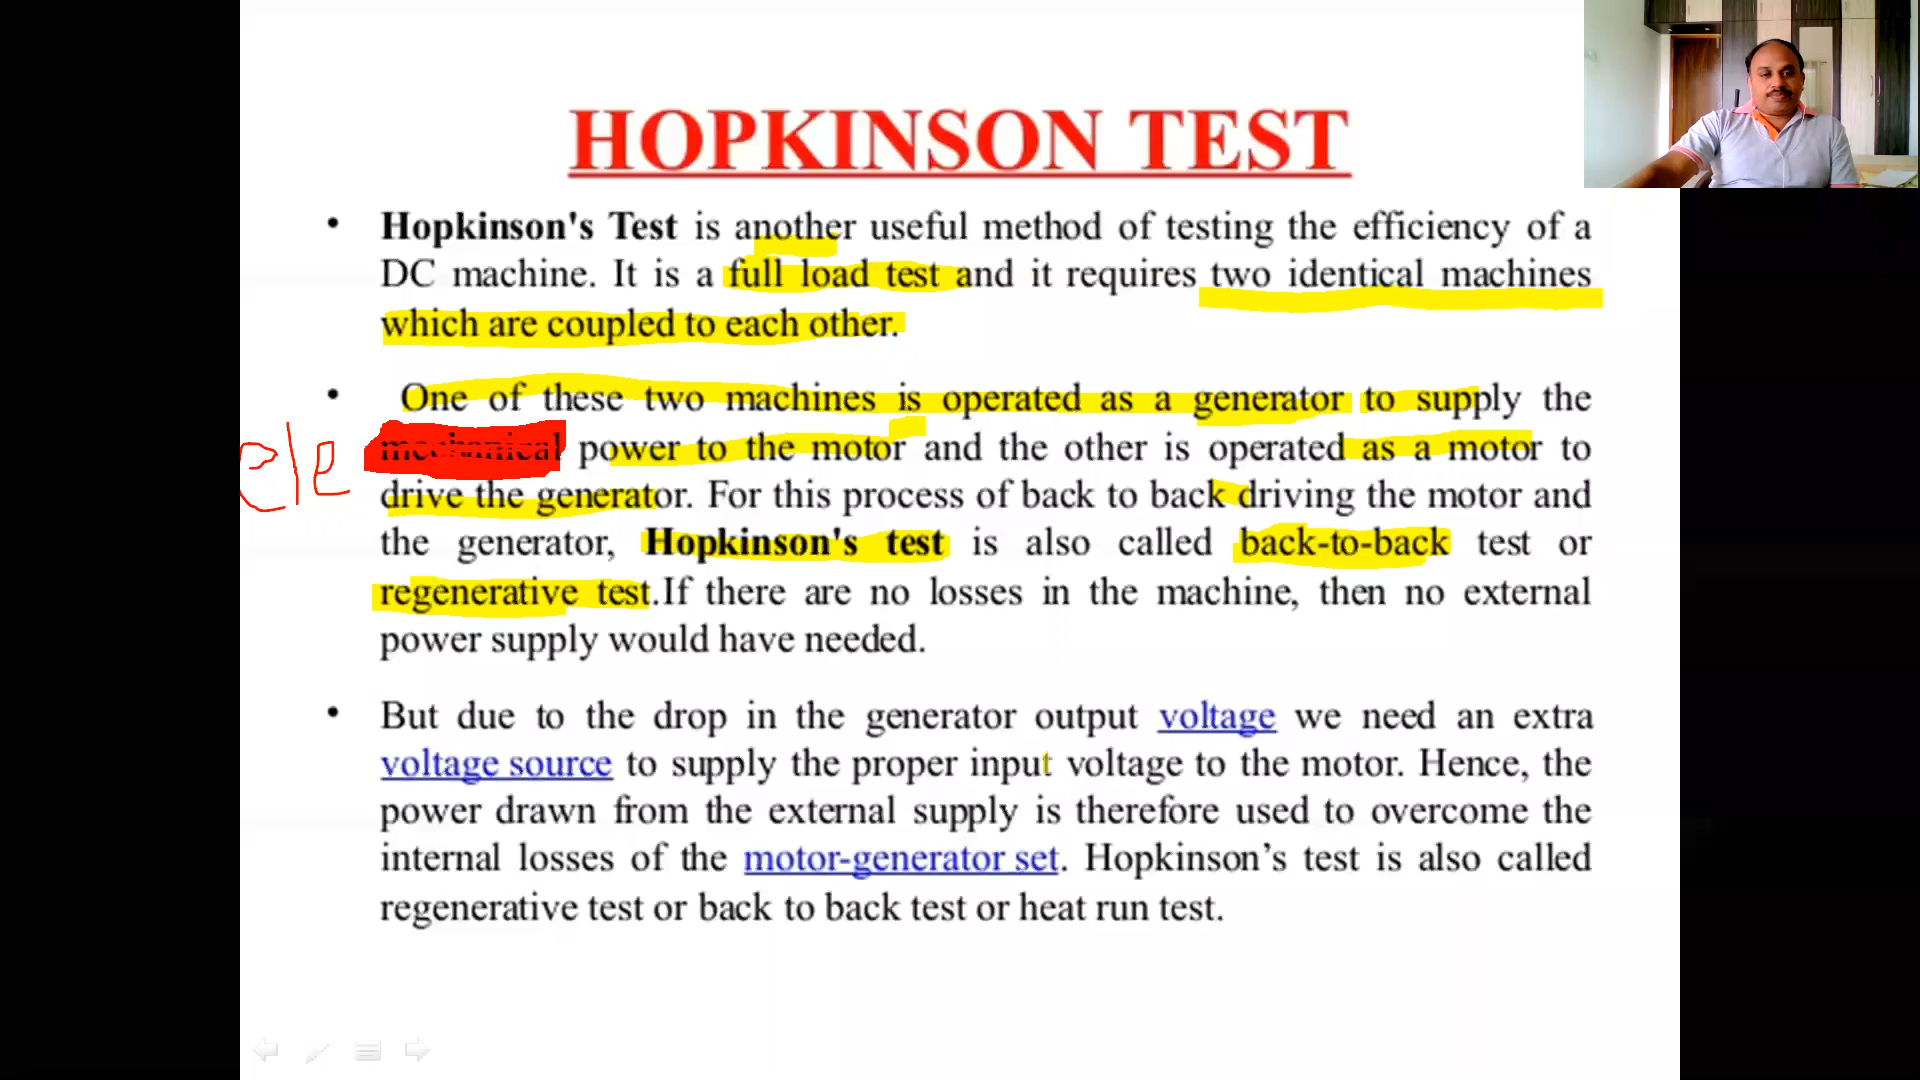 HOPKINSON TEST
• Hopkinson's Test is another useful method of testing the efficiency of a
DC machine. It is a full load test and it requires two identical machines
which are coupled to each other.
• One of these two machines is operated as a generator to supply the
ele mechanical power to the motor and the other is operated as a motor to
drive the generator. For this process of back to back driving the motor and
the generator, Hopkinson's test is also called back-to-back test or
regenerative test.If there are no losses in the machine, then no external
power supply would have needed.
• But due to the drop in the generator output voltage we need an extra
voltage source to supply the proper input voltage to the motor. Hence, the
power drawn from the external supply is therefore used to overcome the
internal losses of the motor-generator set. Hopkinson’s test is also called
regenerative test or back to back test or heat run test.